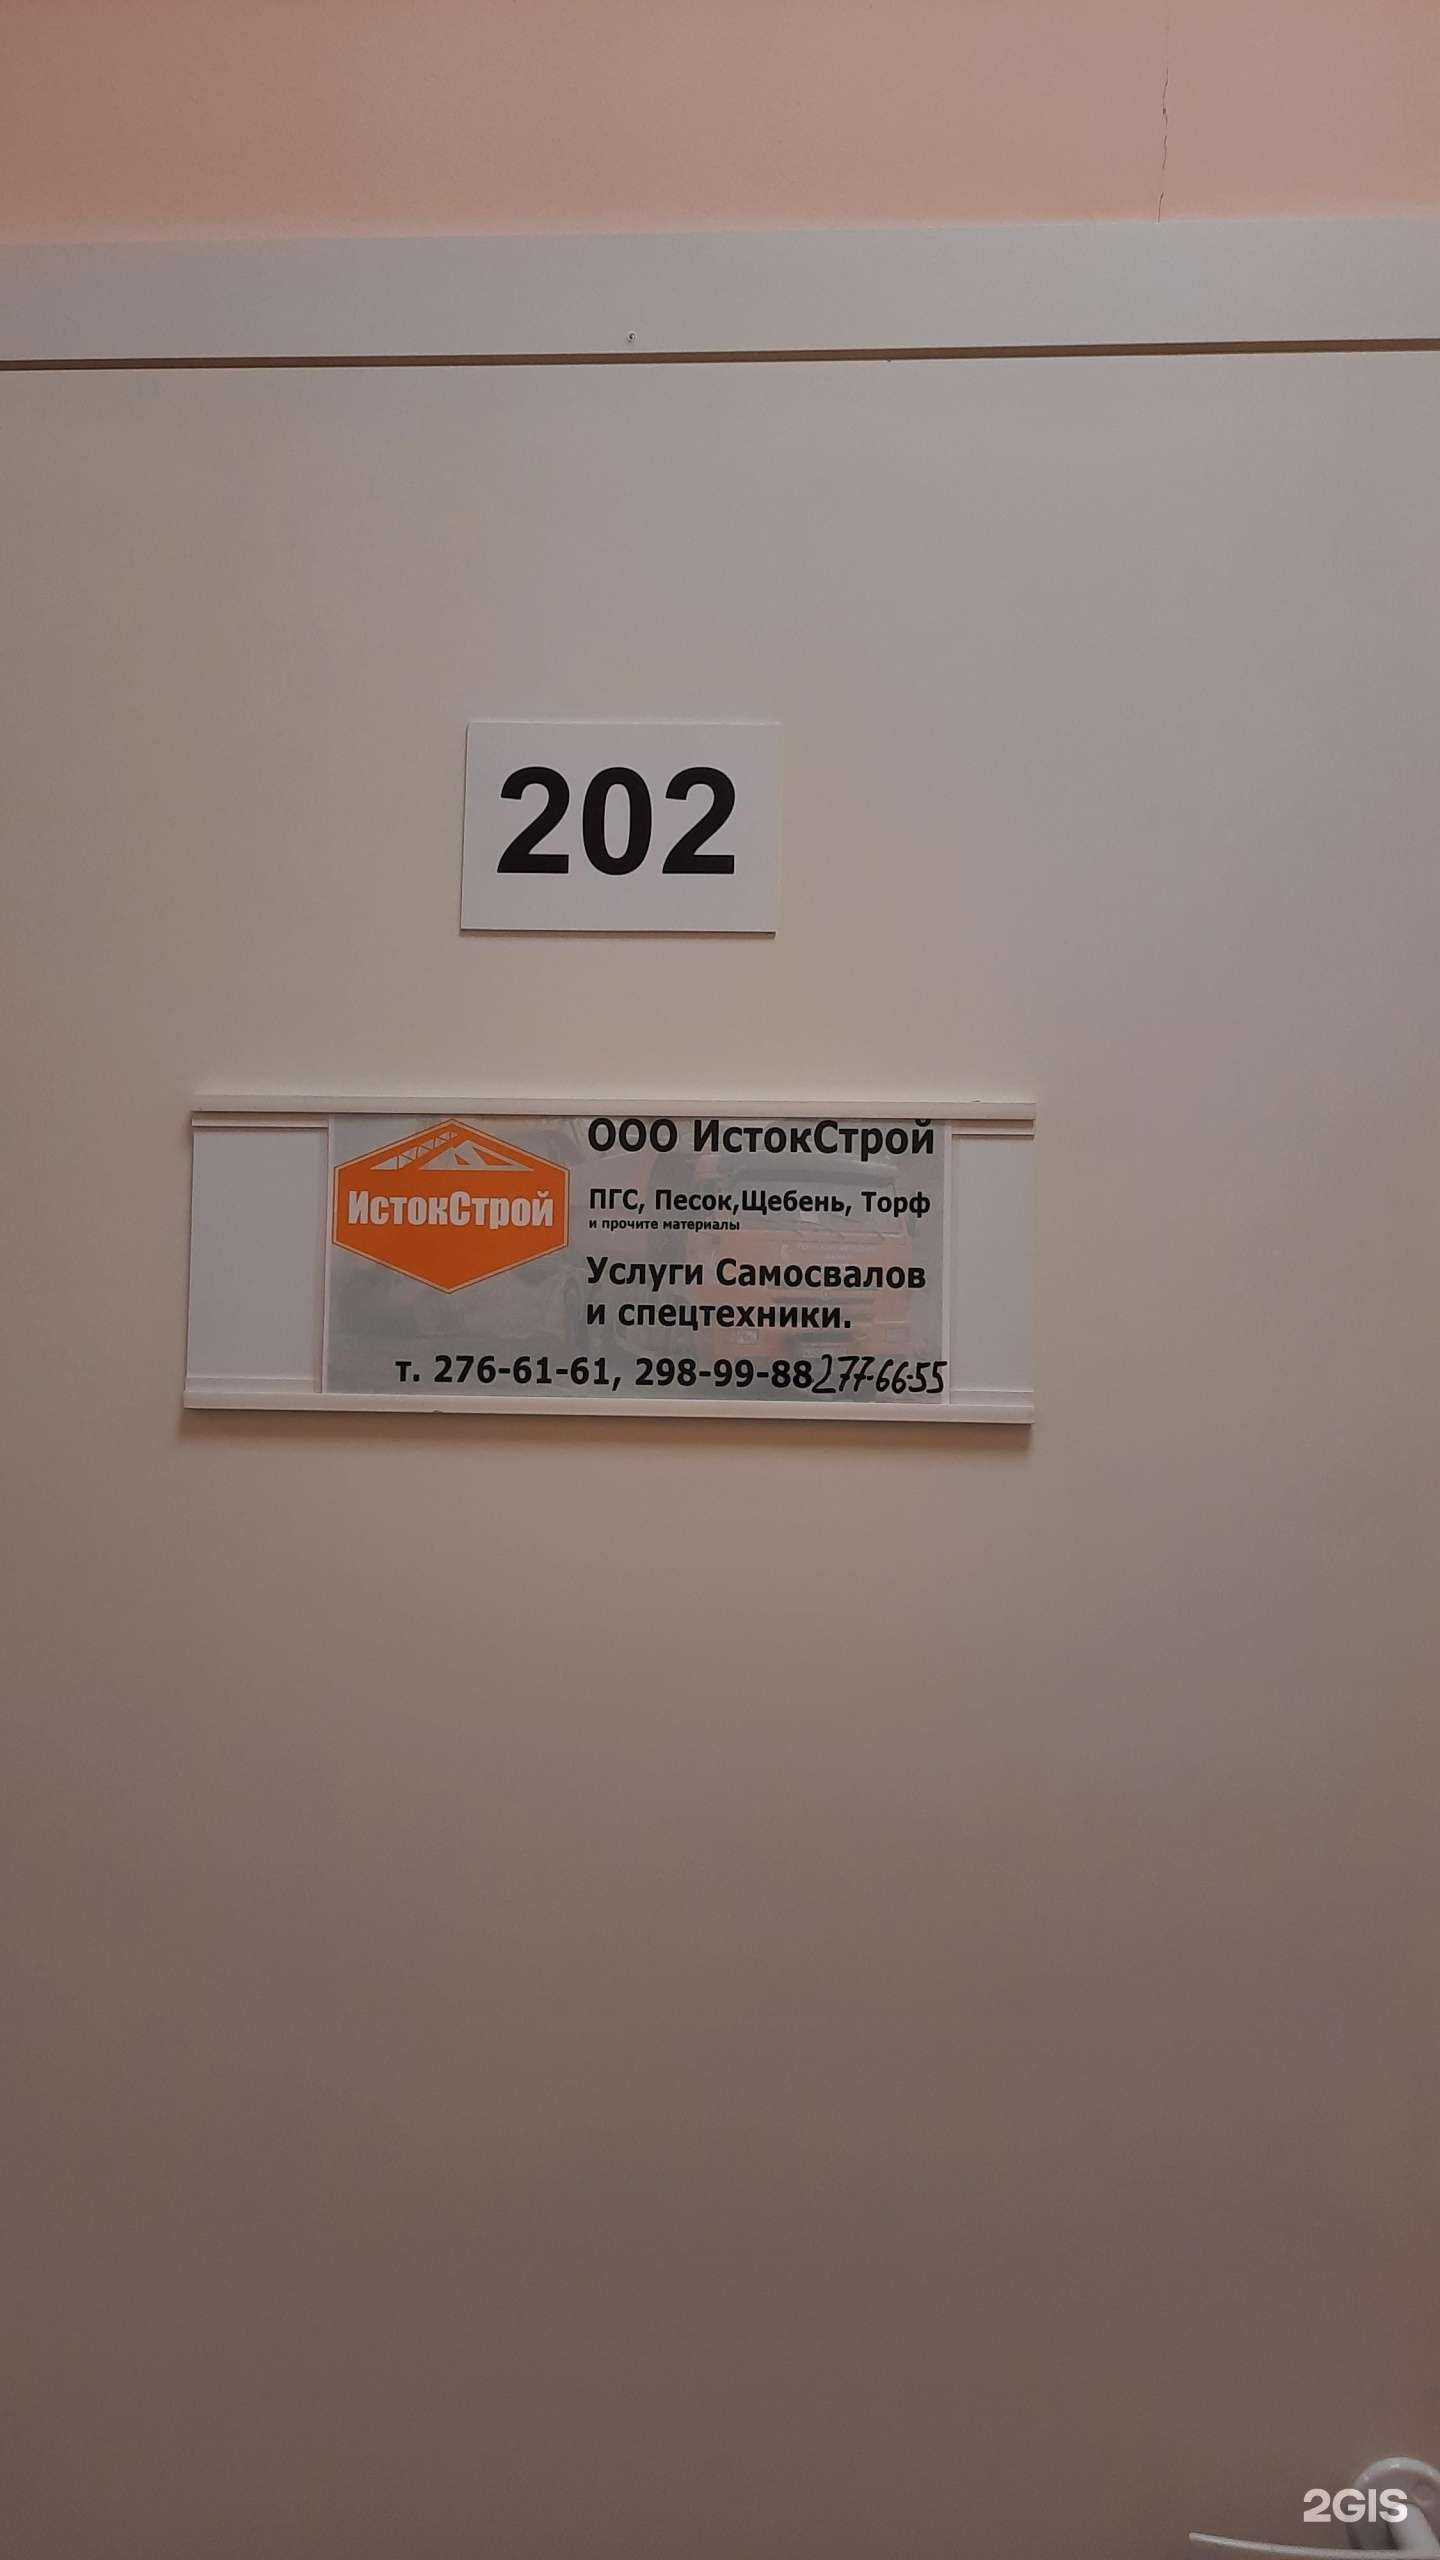 202
ИстокСтрой
ООО ИстокСтрой
ПГС, Песок,Щебень, Торф
и прочите материалы
Услуги Самосвалов
и спецтехники.
т. 276-61-61, 298-99-88 277-66-55
2GIS